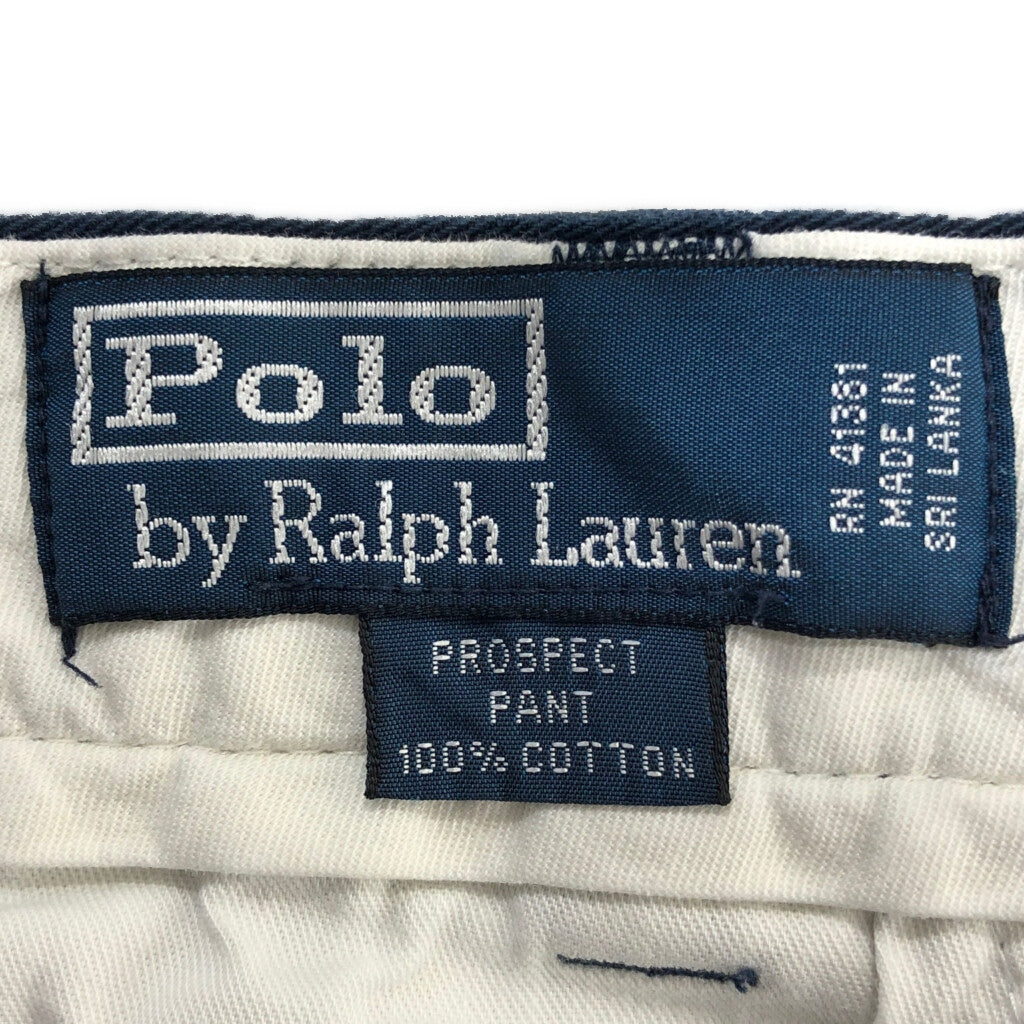 Polo
by Ralph Lauren
RN 41381
MADE IN
SRI LANKA
PROSPECT
PANT
100% COTTON